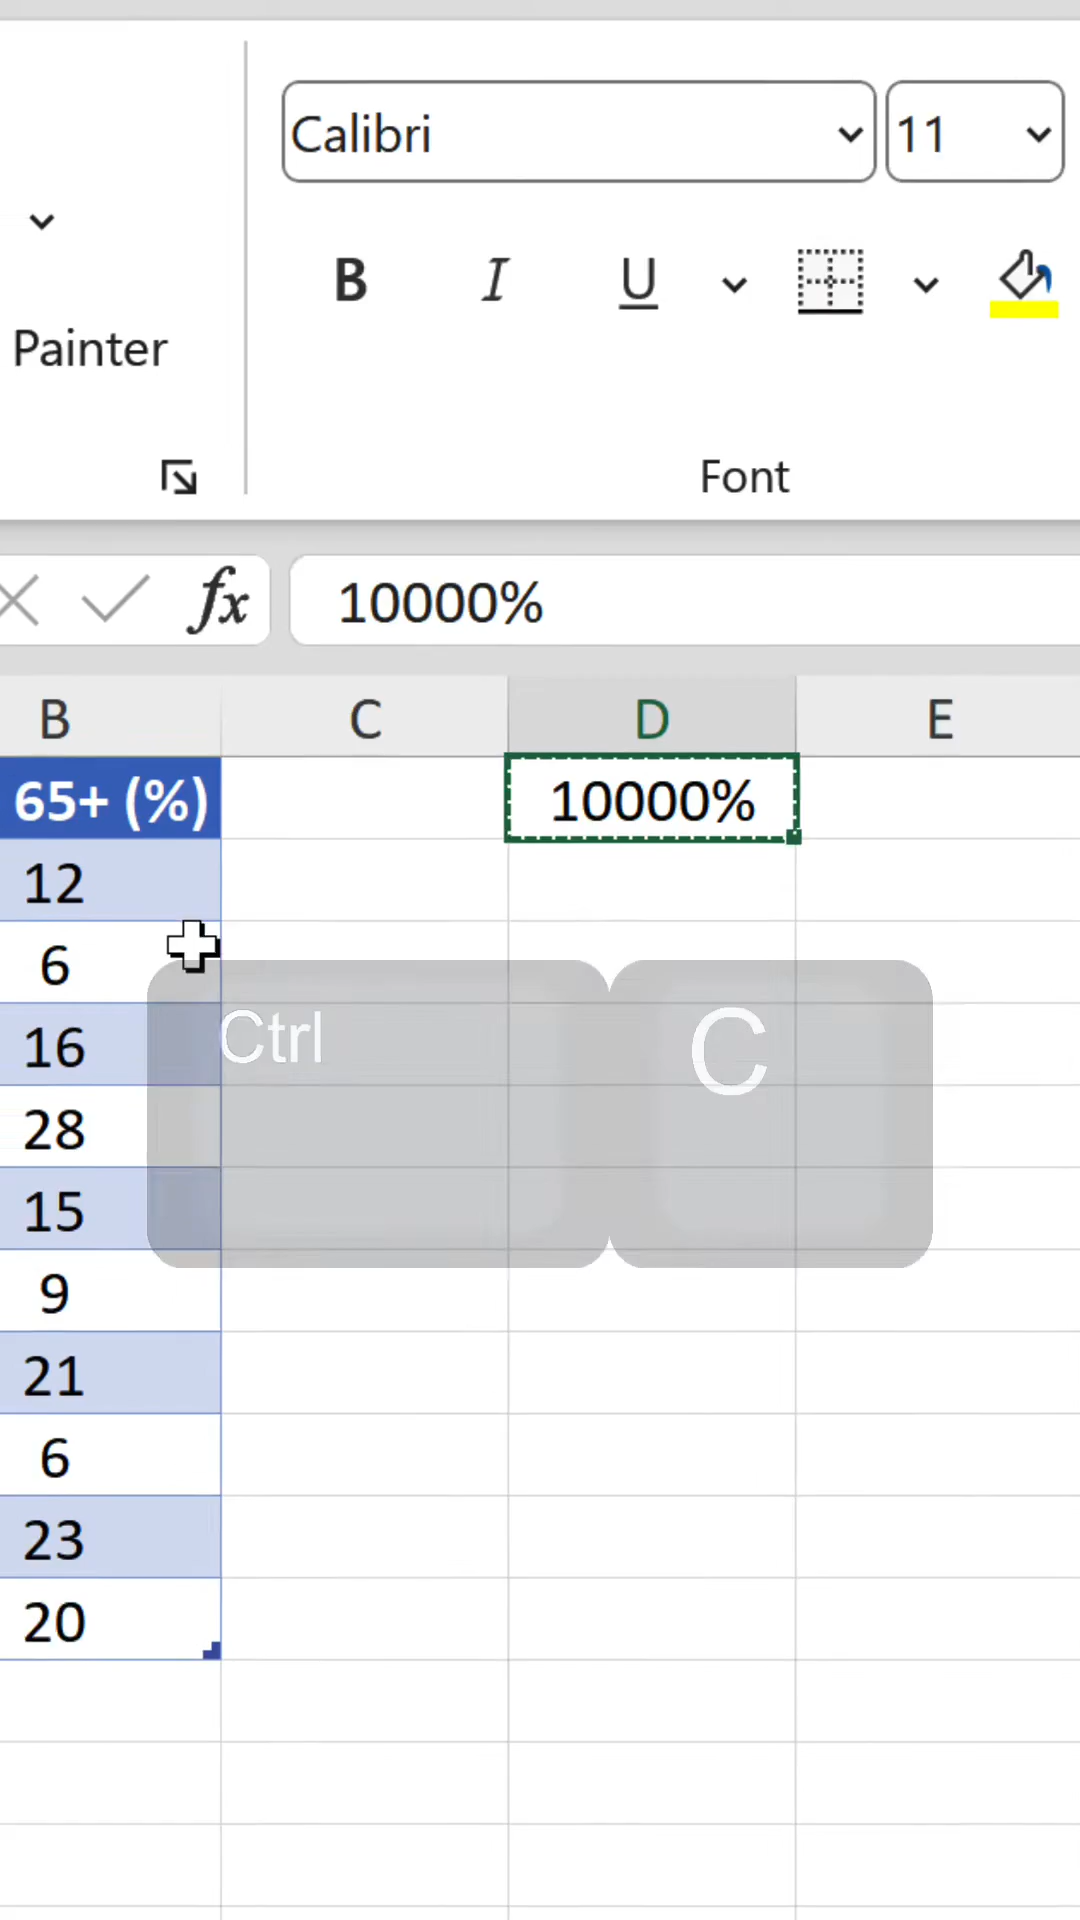 Calibri
11
B
I
U
Painter
Font
fx
10000%
B
C
D
E
65+ (%)
10000%
12
6
16
Ctrl
C
28
15
9
21
6
23
20